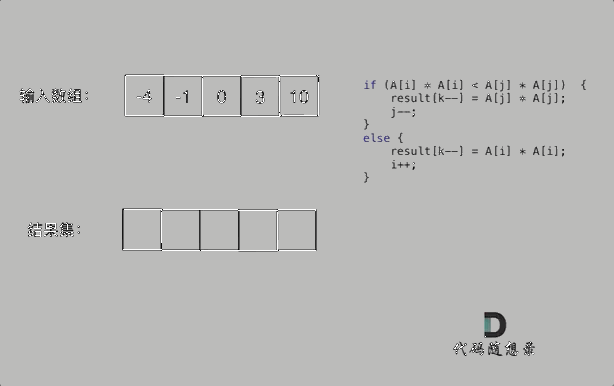 输入数组：
-4 -1 0 3 10
if (A[i] * A[i] < A[j] * A[j])  {
    result[k--] = A[j] * A[j];
    j--;
}
else {
    result[k--] = A[i] * A[i];
    i++;
}
结果集：
代码随想录